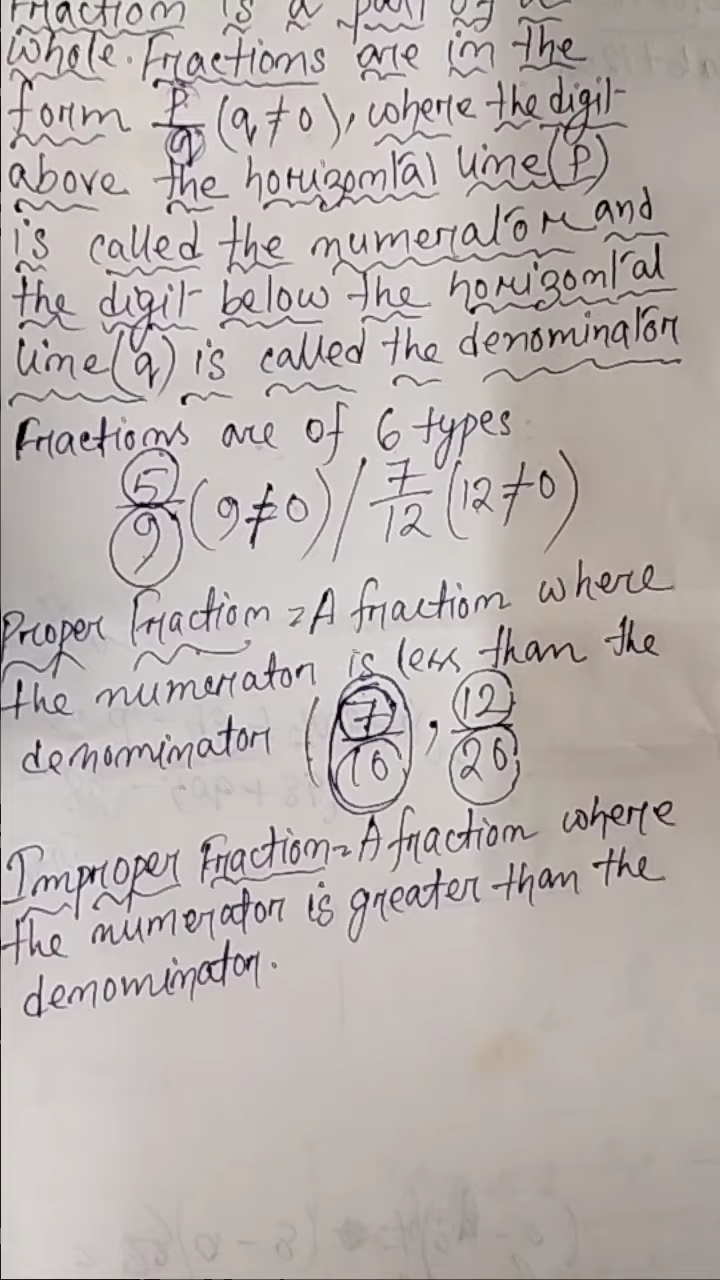 Fraction is a part of a
whole. Fractions are in the
form p/q (q≠0), where the digit
above the horizontal line(p)
is called the numerator and
the digit below the horizontal
line(q) is called the denominator
Fractions are of 6 types
5/9 (9≠0) / 7/12 (12≠0)
Proper Fraction = A fraction where
the numerator is less than the
denominator ( 7/16 , 12/26
Improper Fraction = A fraction where
the numerator is greater than the
denominator.